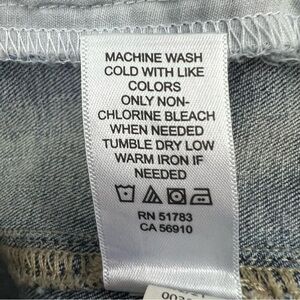 MACHINE WASH
COLD WITH LIKE
COLORS
ONLY NON-
CHLORINE BLEACH
WHEN NEEDED
TUMBLE DRY LOW
WARM IRON IF
NEEDED
RN 51783
CA 56910